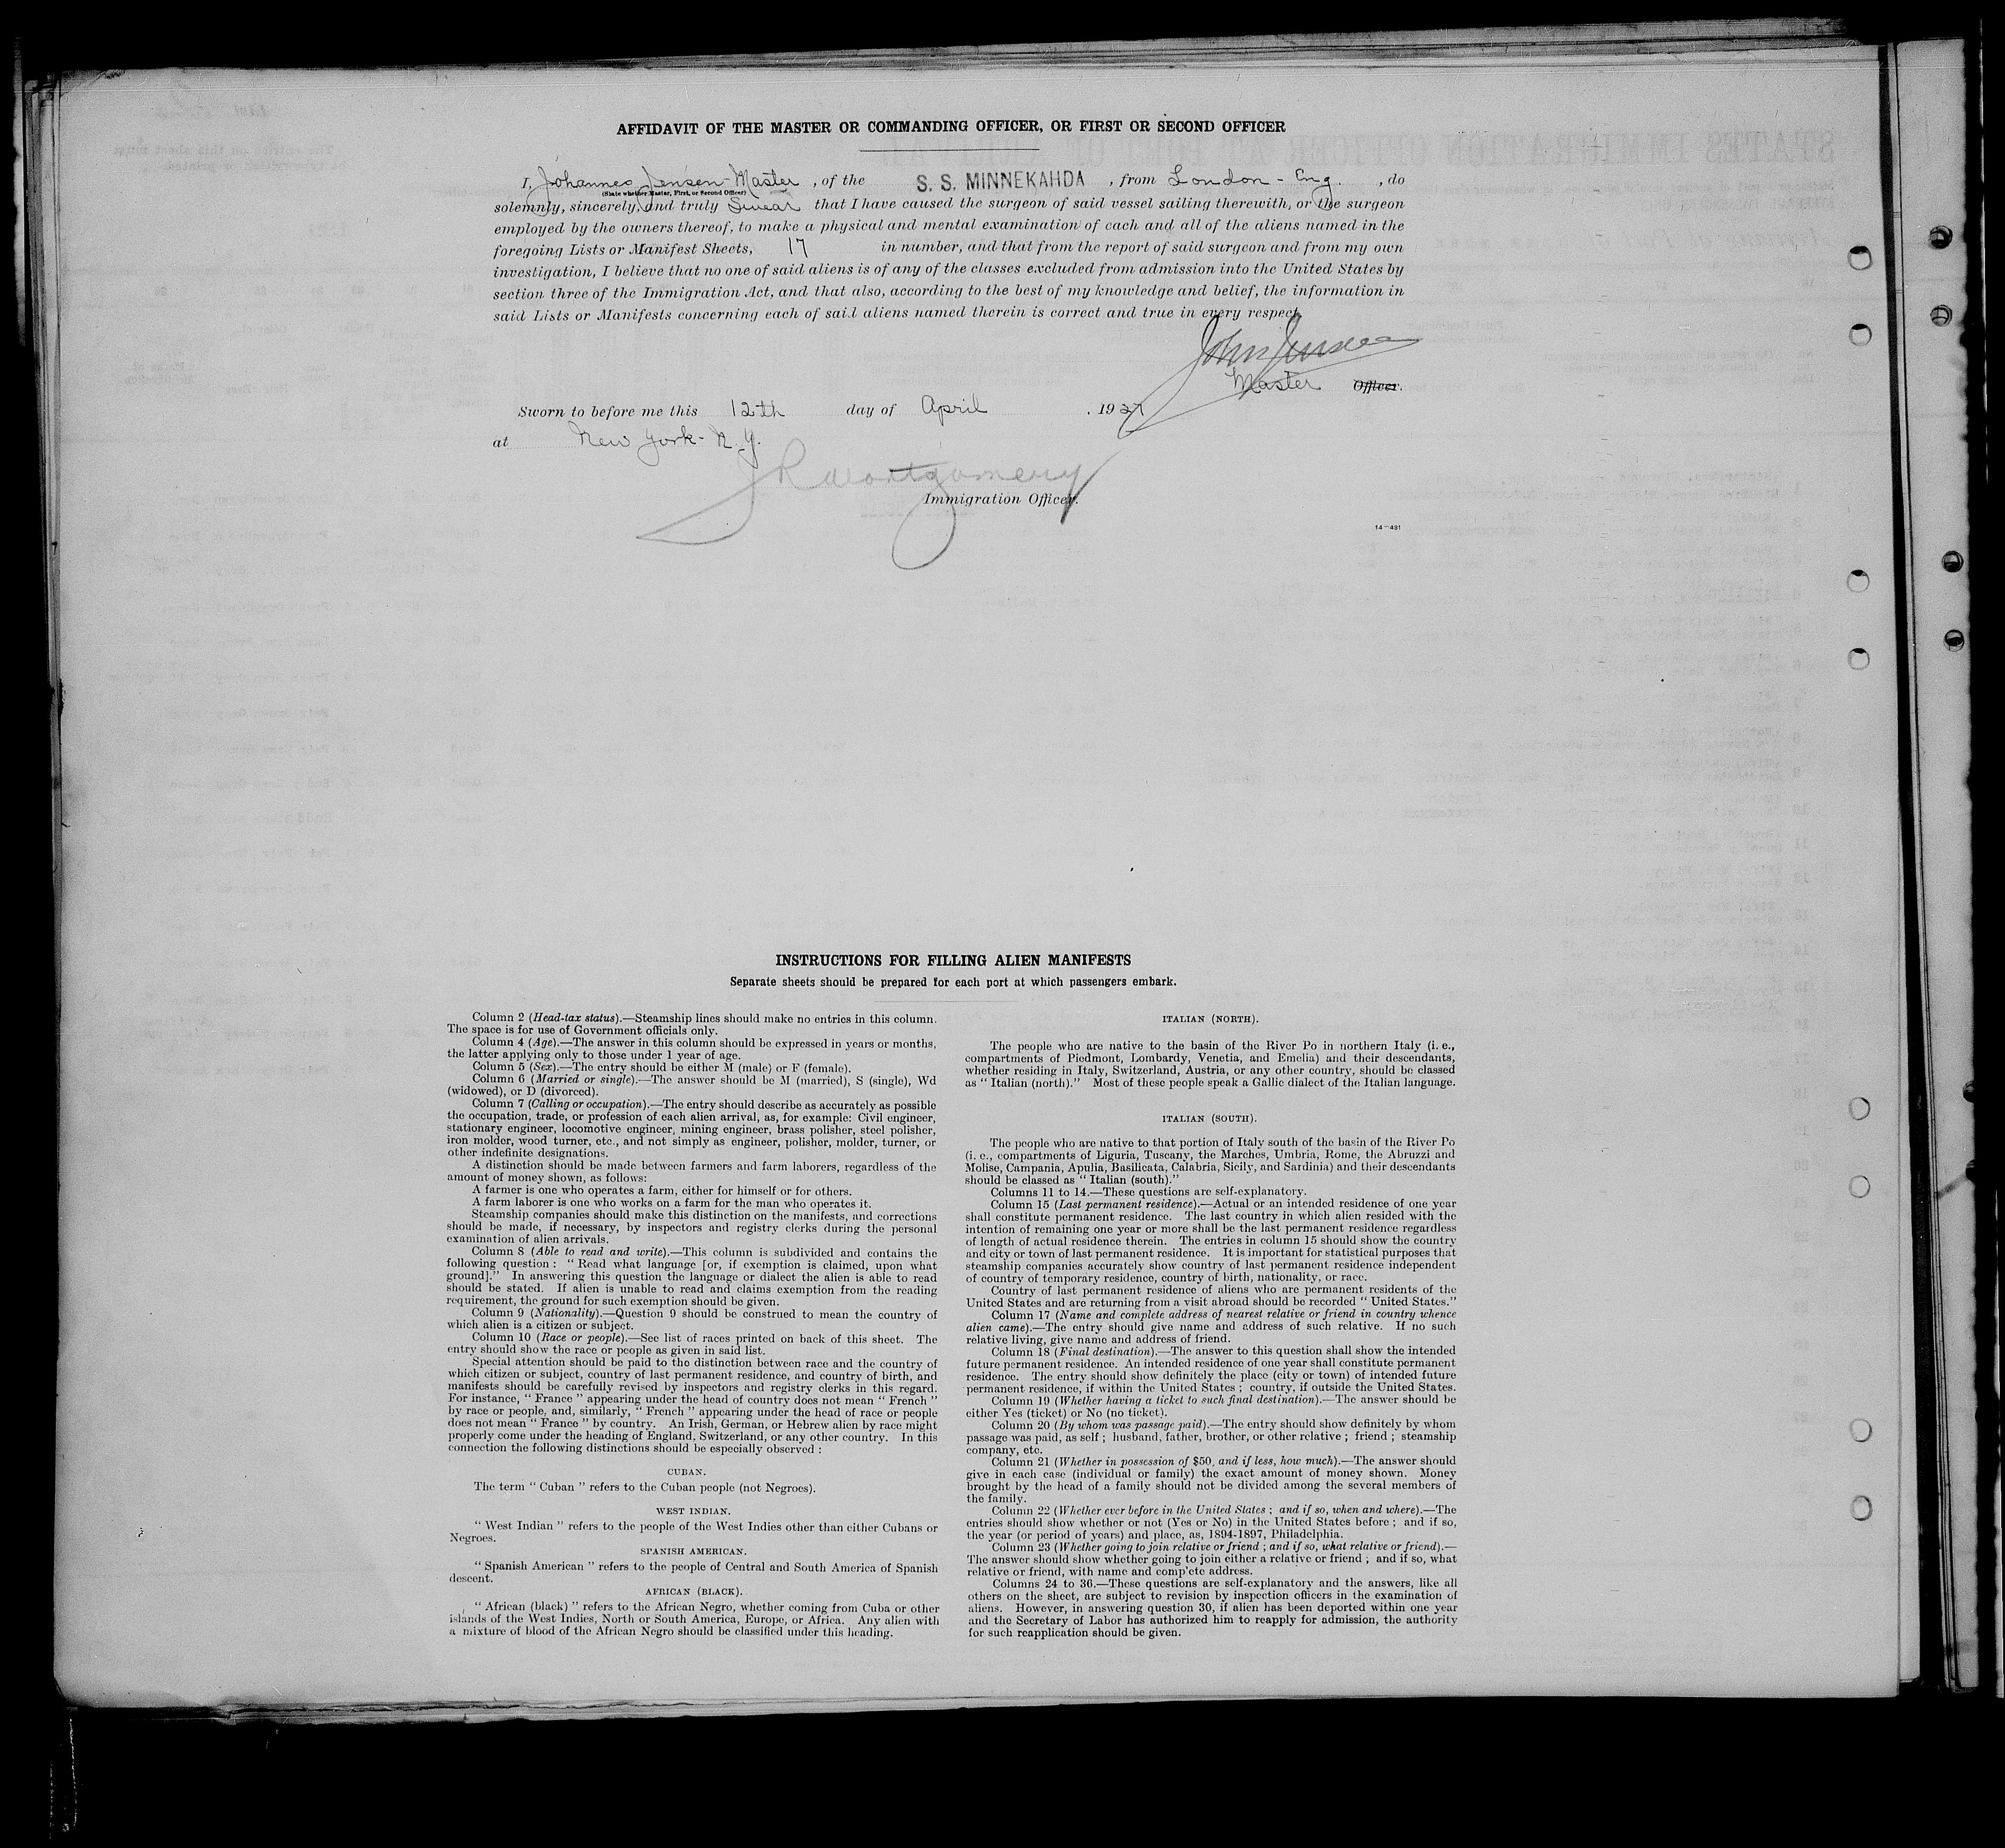 AFFIDAVIT OF THE MASTER OR COMMANDING OFFICER, OR FIRST OR SECOND OFFICER
I, Johannes Jensen - Master, of the S. S. MINNEKAHDA, from London - Eng., do
(State whether Master, First, or Second Officer)
solemnly, sincerely, and truly Swear that I have caused the surgeon of said vessel sailing therewith, or the surgeon
employed by the owners thereof, to make a physical and mental examination of each and all of the aliens named in the
foregoing Lists or Manifest Sheets, 17 in number, and that from the report of said surgeon and from my own
investigation, I believe that no one of said aliens is of any of the classes excluded from admission into the United States by
section three of the Immigration Act, and that also, according to the best of my knowledge and belief, the information in
said Lists or Manifests concerning each of said aliens named therein is correct and true in every respect.
John Jensen
Master Officer.
Sworn to before me this 12th day of April, 1927
at New York - N.Y.
J R Montgomery
Immigration Officer.
14-481
INSTRUCTIONS FOR FILLING ALIEN MANIFESTS
Separate sheets should be prepared for each port at which passengers embark.
Column 2 (Head-tax status).—Steamship lines should make no entries in this column.
The space is for use of Government officials only.
Column 4 (Age).—The answer in this column should be expressed in years or months,
the latter applying only to those under 1 year of age.
Column 5 (Sex).—The entry should be either M (male) or F (female).
Column 6 (Married or single).—The answer should be M (married), S (single), Wd
(widowed), or D (divorced).
Column 7 (Calling or occupation).—The entry should describe as accurately as possible
the occupation, trade, or profession of each alien arrival, as, for example: Civil engineer,
stationary engineer, locomotive engineer, mining engineer, brass polisher, steel polisher,
iron molder, wood turner, etc., and not simply as engineer, polisher, molder, turner, or
other indefinite designations.
A distinction should be made between farmers and farm laborers, regardless of the
amount of money shown, as follows:
A farmer is one who operates a farm, either for himself or for others.
A farm laborer is one who works on a farm for the man who operates it.
Steamship companies should make this distinction on the manifests, and corrections
should be made, if necessary, by inspectors and registry clerks during the personal
examination of alien arrivals.
Column 8 (Able to read and write).—This column is subdivided and contains the
following question : “ Read what language [or, if exemption is claimed, upon what
ground].” In answering this question the language or dialect the alien is able to read
should be stated. If alien is unable to read and claims exemption from the reading
requirement, the ground for such exemption should be given.
Column 9 (Nationality).—Question 9 should be construed to mean the country of
which alien is a citizen or subject.
Column 10 (Race or people).—See list of races printed on back of this sheet. The
entry should show the race or people as given in said list.
Special attention should be paid to the distinction between race and the country of
which citizen or subject, country of last permanent residence, and country of birth, and
manifests should be carefully revised by inspectors and registry clerks in this regard.
For instance, “ France ” appearing under the head of country does not mean “ French ”
by race or people, and, similarly, “ French ” appearing under the head of race or people
does not mean “ France ” by country. An Irish, German, or Hebrew alien by race might
properly come under the heading of England, Switzerland, or any other country. In this
connection the following distinctions should be especially observed :
CUBAN.
The term “ Cuban ” refers to the Cuban people (not Negroes).
WEST INDIAN.
“ West Indian ” refers to the people of the West Indies other than either Cubans or
Negroes.
SPANISH AMERICAN.
“ Spanish American ” refers to the people of Central and South America of Spanish
descent.
AFRICAN (BLACK).
“ African (black) ” refers to the African Negro, whether coming from Cuba or other
islands of the West Indies, North or South America, Europe, or Africa. Any alien with
a mixture of blood of the African Negro should be classified under this heading.
ITALIAN (NORTH).
The people who are native to the basin of the River Po in northern Italy (i. e.,
compartments of Piedmont, Lombardy, Venetia, and Emelia) and their descendants,
whether residing in Italy, Switzerland, Austria, or any other country, should be classed
as “ Italian (north).” Most of these people speak a Gallic dialect of the Italian language.
ITALIAN (SOUTH).
The people who are native to that portion of Italy south of the basin of the River Po
(i. e., compartments of Liguria, Tuscany, the Marches, Umbria, Rome, the Abruzzi and
Molise, Campania, Apulia, Basilicata, Calabria, Sicily, and Sardinia) and their descendants
should be classed as “ Italian (south).”
Columns 11 to 14.—These questions are self-explanatory.
Column 15 (Last permanent residence).—Actual or an intended residence of one year
shall constitute permanent residence. The last country in which alien resided with the
intention of remaining one year or more shall be the last permanent residence regardless
of length of actual residence therein. The entries in column 15 should show the country
and city or town of last permanent residence. It is important for statistical purposes that
steamship companies accurately show country of last permanent residence independent
of country of temporary residence, country of birth, nationality, or race.
Country of last permanent residence of aliens who are permanent residents of the
United States and are returning from a visit abroad should be recorded “ United States.”
Column 17 (Name and complete address of nearest relative or friend in country whence
alien came).—The entry should give name and address of such relative. If no such
relative living, give name and address of friend.
Column 18 (Final destination).—The answer to this question shall show the intended
future permanent residence. An intended residence of one year shall constitute permanent
residence. The entry should show definitely the place (city or town) of intended future
permanent residence, if within the United States ; country, if outside the United States.
Column 19 (Whether having a ticket to such final destination).—The answer should be
either Yes (ticket) or No (no ticket).
Column 20 (By whom was passage paid).—The entry should show definitely by whom
passage was paid, as self ; husband, father, brother, or other relative ; friend ; steamship
company, etc.
Column 21 (Whether in possession of $50, and if less, how much).—The answer should
give in each case (individual or family) the exact amount of money shown. Money
brought by the head of a family should not be divided among the several members of
the family.
Column 22 (Whether ever before in the United States ; and if so, when and where).—The
entries should show whether or not (Yes or No) in the United States before ; and if so,
the year (or period of years) and place, as, 1894-1897, Philadelphia.
Column 23 (Whether going to join relative or friend ; and if so, what relative or friend).—
The answer should show whether going to join either a relative or friend ; and if so, what
relative or friend, with name and complete address.
Columns 24 to 36.—These questions are self-explanatory and the answers, like all
others on the sheet, are subject to revision by inspection officers in the examination of
aliens. However, in answering question 30, if alien has been deported within one year
and the Secretary of Labor has authorized him to reapply for admission, the authority
for such reapplication should be given.